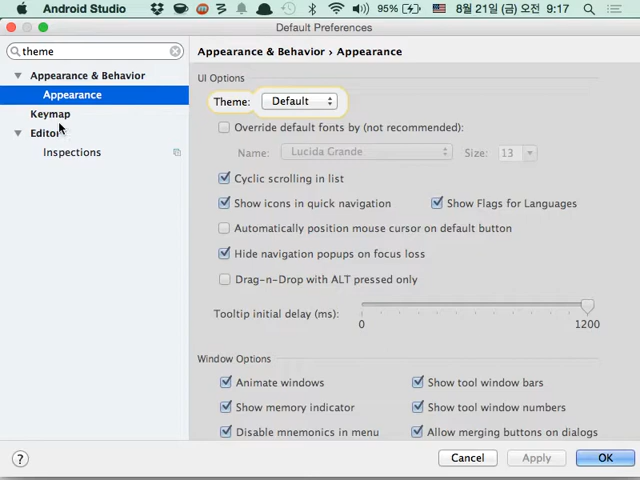 Android Studio 95% 8월 21일 (금) 오전 9:17
Default Preferences
theme
Appearance & Behavior
Appearance
Keymap
Editor
Inspections
Appearance & Behavior › Appearance
UI Options
Theme: Default
Override default fonts by (not recommended):
Name: Lucida Grande Size: 13
Cyclic scrolling in list
Show icons in quick navigation Show Flags for Languages
Automatically position mouse cursor on default button
Hide navigation popups on focus loss
Drag-n-Drop with ALT pressed only
Tooltip initial delay (ms):
0 1200
Window Options
Animate windows Show tool window bars
Show memory indicator Show tool window numbers
Disable mnemonics in menu Allow merging buttons on dialogs
? Cancel Apply OK